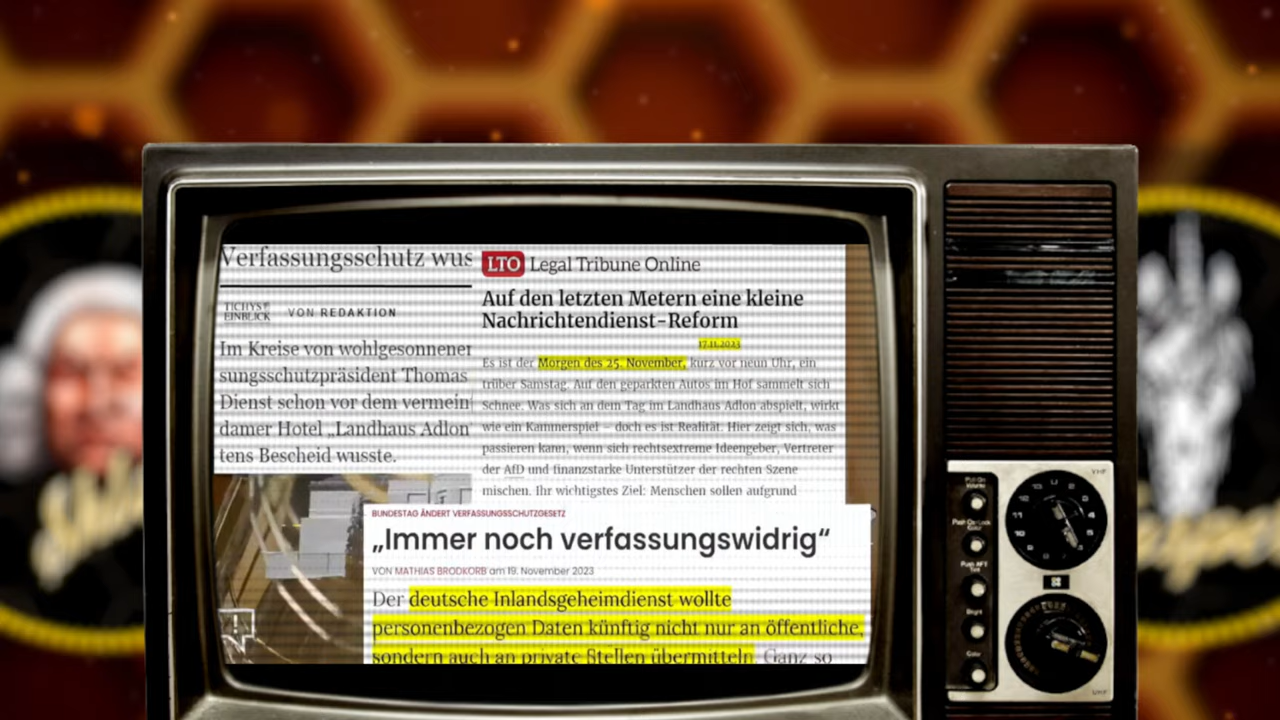 Verfassungsschutz wus
TICHYS
EINBLICK
VON REDAKTION
Im Kreise von wohlgesonnener
sungsschutzpräsident Thomas
Dienst schon vor dem vermein
damer Hotel „Landhaus Adlon
tens Bescheid wusste.
LTO Legal Tribune Online
Auf den letzten Metern eine kleine
Nachrichtendienst-Reform
17.11.2023
Es ist der Morgen des 25. November, kurz vor neun Uhr, ein
trüber Samstag. Auf den geparkten Autos im Hof sammelt sich
Schnee. Was sich an dem Tag im Landhaus Adlon abspielt, wirkt
wie ein Kammerspiel – doch es ist Realität. Hier zeigt sich, was
passieren kann, wenn sich rechtsextreme Ideengeber, Vertreter
der AfD und finanzstarke Unterstützer der rechten Szene
mischen. Ihr wichtigstes Ziel: Menschen sollen aufgrund
BUNDESTAG ÄNDERT VERFASSUNGSSCHUTZGESETZ
„Immer noch verfassungswidrig“
VON MATHIAS BRODKORB am 19. November 2023
Der deutsche Inlandsgeheimdienst wollte
personenbezogen Daten künftig nicht nur an öffentliche,
sondern auch an private Stellen übermitteln. Ganz so
VHF
Push AFT
Bright
Color
UHF